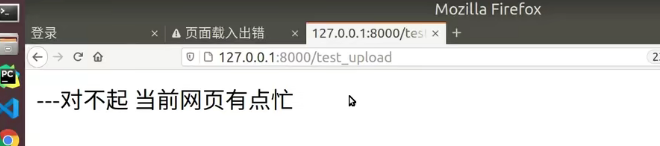 Mozilla Firefox
登录
页面载入出错
127.0.0.1:8000/test
127.0.0.1:8000/test_upload
---对不起 当前网页有点忙